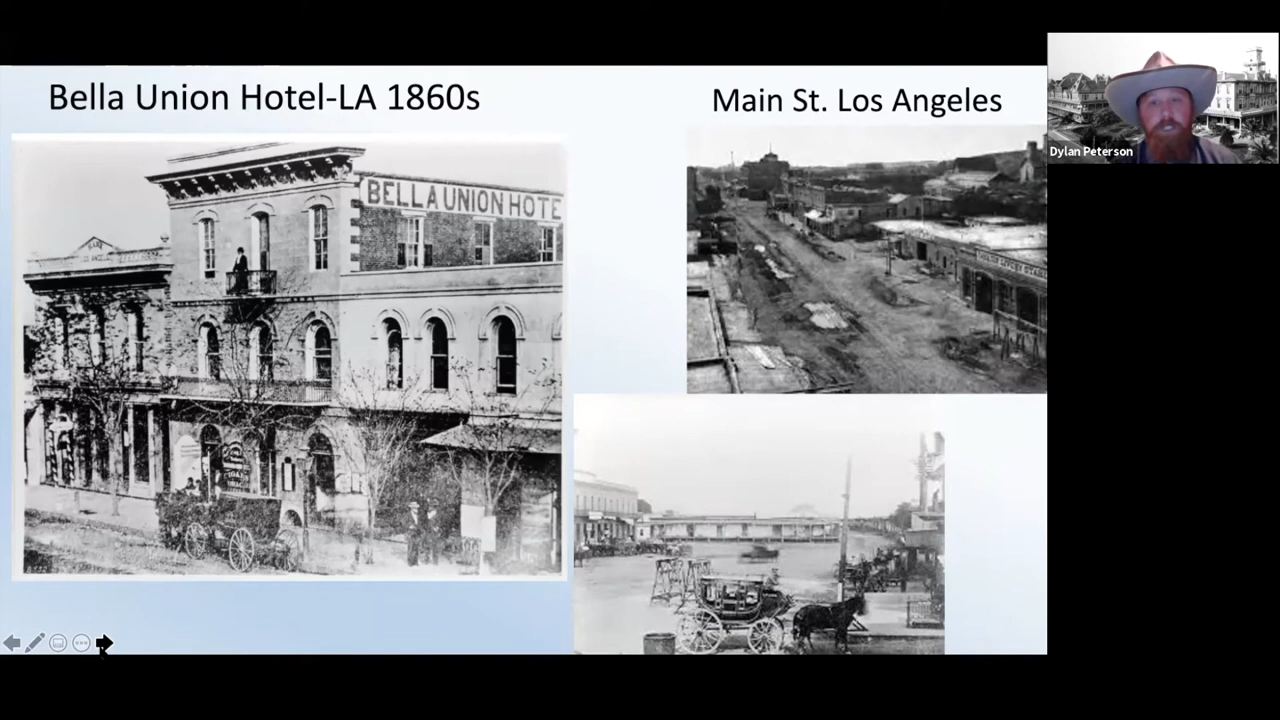 Bella Union Hotel-LA 1860s
Main St. Los Angeles
BELLA UNION HOTE
Dylan Peterson